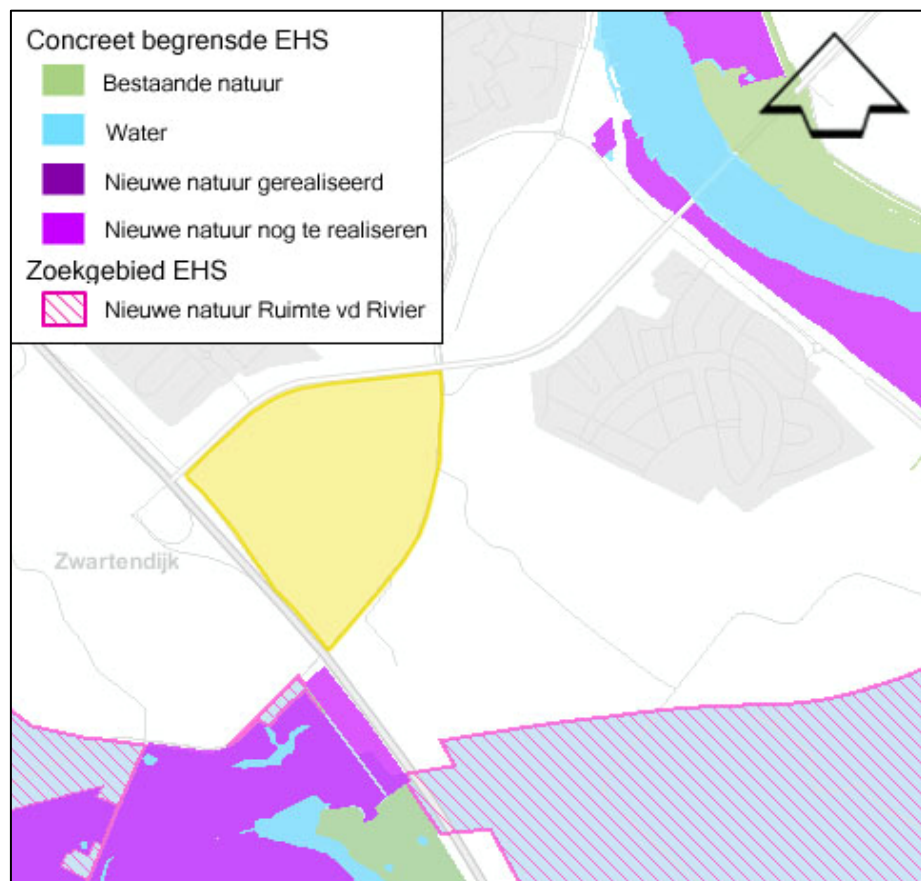 Concreet begrensde EHS
Bestaande natuur
Water
Nieuwe natuur gerealiseerd
Nieuwe natuur nog te realiseren
Zoekgebied EHS
Nieuwe natuur Ruimte vd Rivier
Zwartendijk